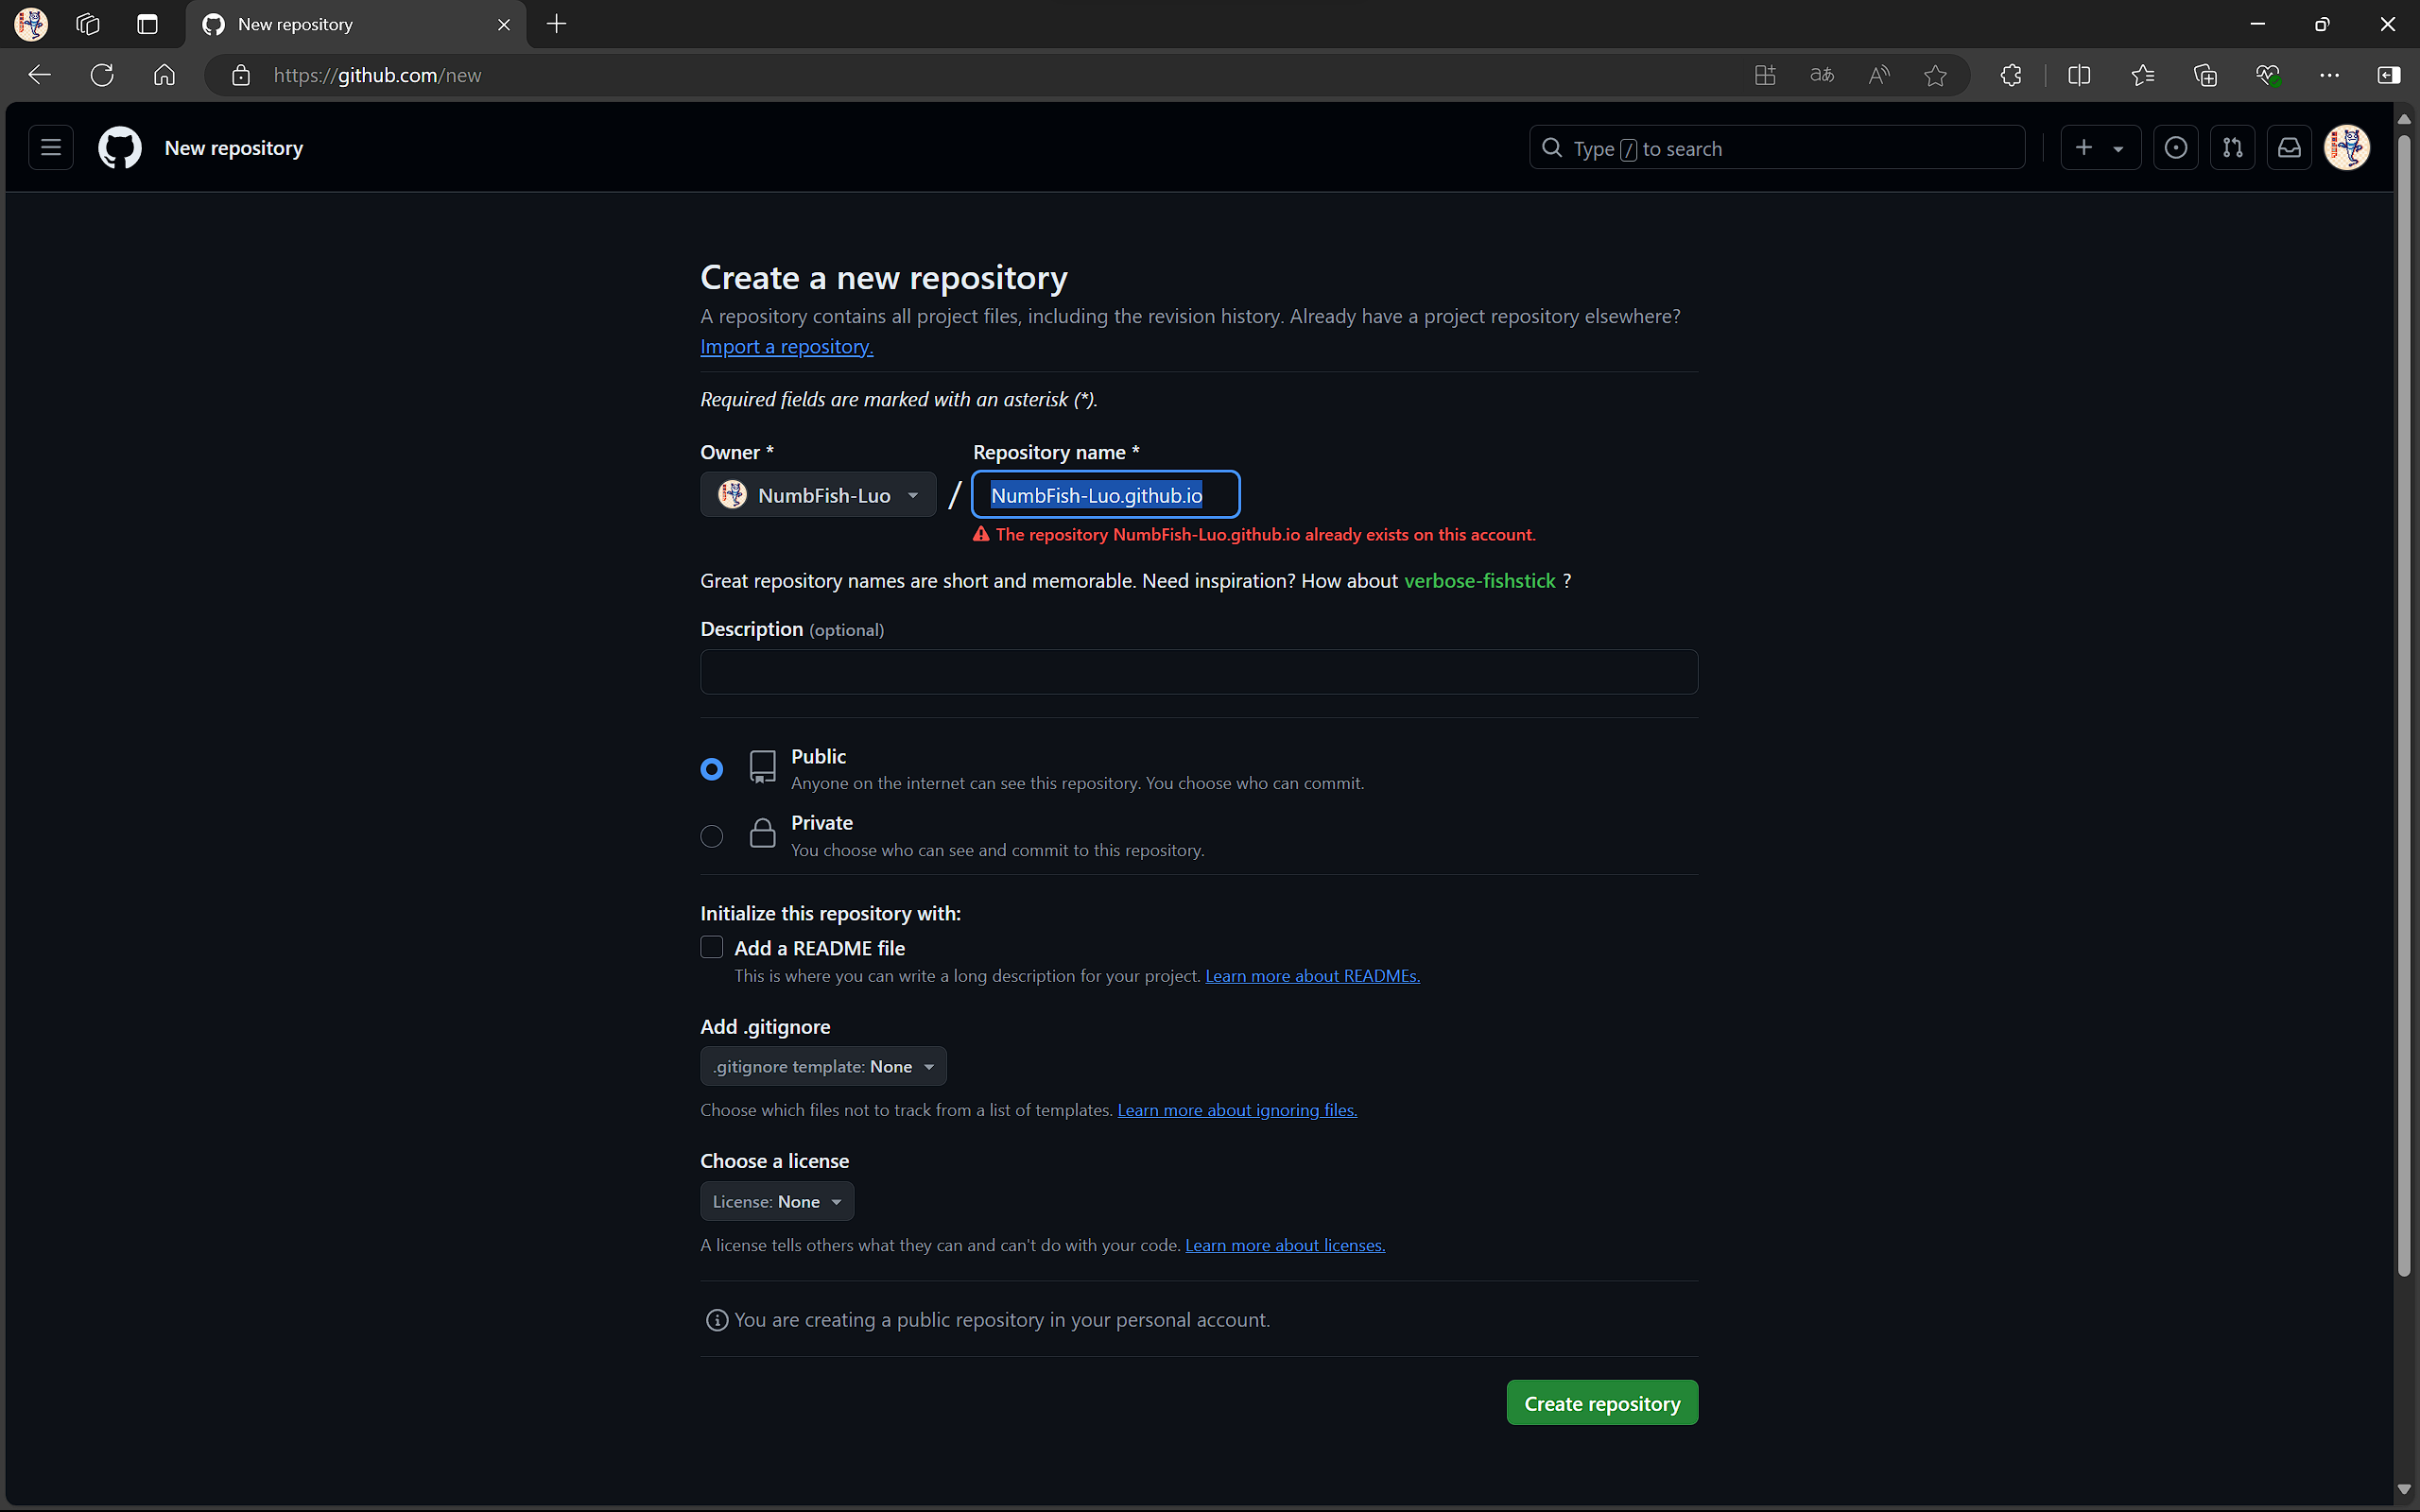 New repository
https://github.com/new
New repository
Type / to search
Create a new repository
A repository contains all project files, including the revision history. Already have a project repository elsewhere?
Import a repository.
Required fields are marked with an asterisk (*).
Owner * Repository name *
NumbFish-Luo / NumbFish-Luo.github.io
The repository NumbFish-Luo.github.io already exists on this account.
Great repository names are short and memorable. Need inspiration? How about verbose-fishstick ?
Description (optional)
Public
Anyone on the internet can see this repository. You choose who can commit.
Private
You choose who can see and commit to this repository.
Initialize this repository with:
Add a README file
This is where you can write a long description for your project. Learn more about READMEs.
Add .gitignore
.gitignore template: None
Choose which files not to track from a list of templates. Learn more about ignoring files.
Choose a license
License: None
A license tells others what they can and can't do with your code. Learn more about licenses.
You are creating a public repository in your personal account.
Create repository